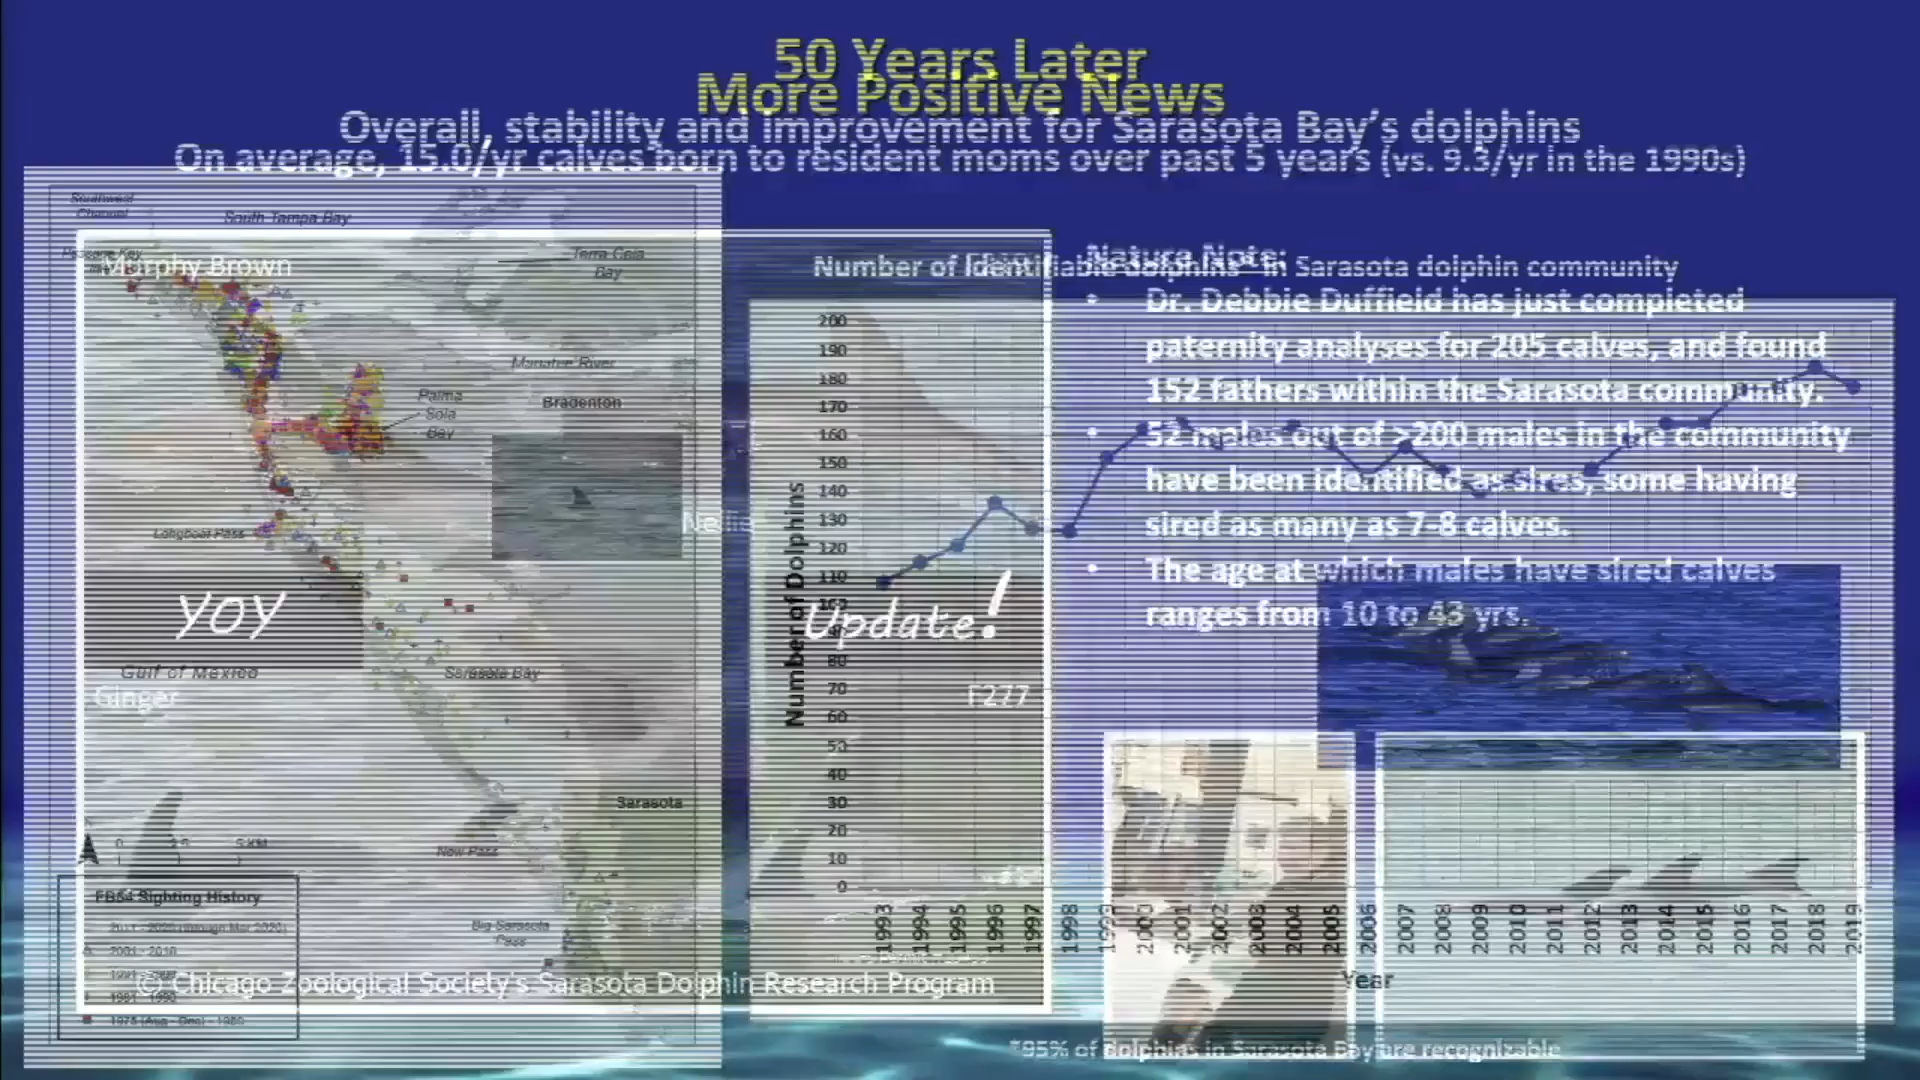 50 Years Later
More Positive News
Overall, stability and improvement for Sarasota Bay's dolphins
On average, 15.0/yr calves born to resident moms over past 5 years (vs. 9.3/yr in the 1990s)
Southwest
Channel
South Tampa Bay
Terra Ceia
Bay
Murphy Brown
Number of Identifiable dolphins* in Sarasota dolphin community
Nature Note:
• Dr. Debbie Duffield has just completed
paternity analyses for 205 calves, and found
152 fathers within the Sarasota community.
• 52 males out of >200 males in the community
have been identified as sires, some having
sired as many as 7-8 calves.
• The age at which males have sired calves
ranges from 10 to 43 yrs.
Manatee River
Palma
Sola
Bay
Bradenton
Longboat Pass
Nellie
YOY
Update!
Gulf of Mexico
Sarasota Bay
Ginger
F277
Sarasota
New Pass
Big Sarasota
Pass
0
FB54 Sighting History
2001 - 2010
1981 - 1990
© Chicago Zoological Society's Sarasota Dolphin Research Program
Number of Dolphins
200
190
180
170
160
150
140
130
120
110
100
80
70
60
50
40
30
20
10
0
1993 1994 1995 1996 1997 1998 1999 2000 2001 2002 2003 2004 2005 2006 2007 2008 2009 2010 2011 2012 2013 2014 2015 2016 2017 2018 2019
Year
*95% of dolphins in Sarasota Bay are recognizable